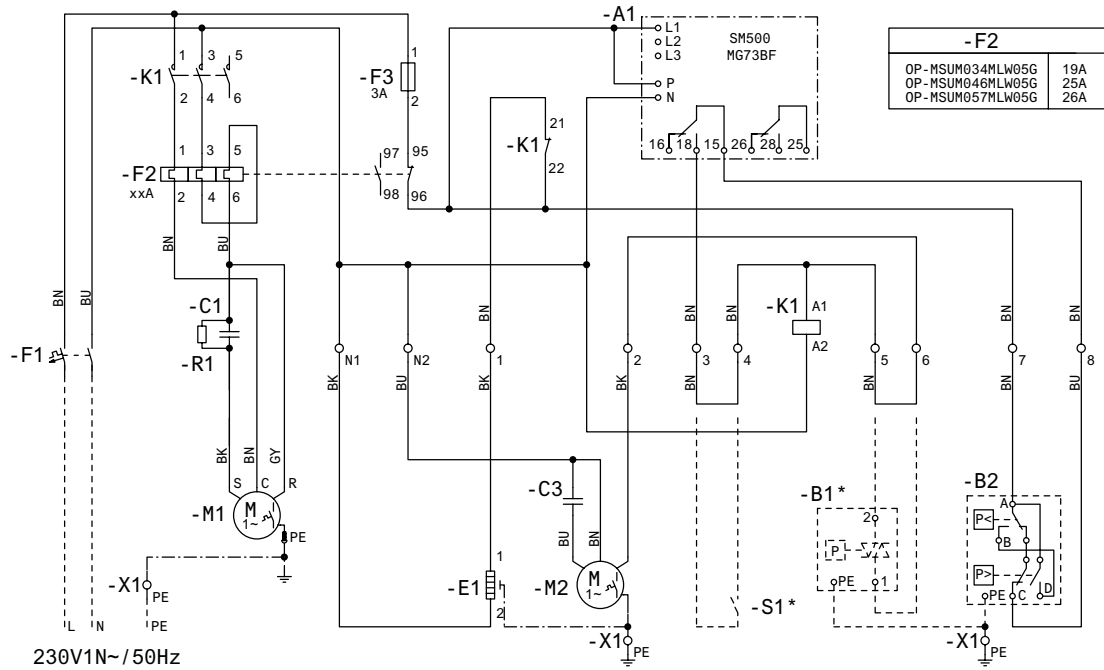 -A1
L1
L2
L3
P
N
SM500
MG73BF
16 18 15 26 28 25
-F2
OP-MSUM034MLW05G 19A
OP-MSUM046MLW05G 25A
OP-MSUM057MLW05G 26A
-K1
1 3 5
2 4 6
-F3
3A
1
2
-K1
21
22
-F2
xxA
1 3 5
2 4 6
97 95
98 96
BN BU
BN BU
-C1
-R1
-F1
BN
BN
BN
-K1
A1
A2
BN
BN
BN
N1 N2 1 2 3 4 5 6 7 8
BK BU BK BK BN BN BN BN BN BU
BK BN GY
S C R
-M1
M
1~
PE
-X1
PE
L N PE
230V1N~/50Hz
-E1
1
2
-C3
BU BN
-M2
M
1~
-X1
PE
-S1*
-B1*
2
P
PE
1
-B2
A
P<
B
P>
C
D
PE
-X1
PE